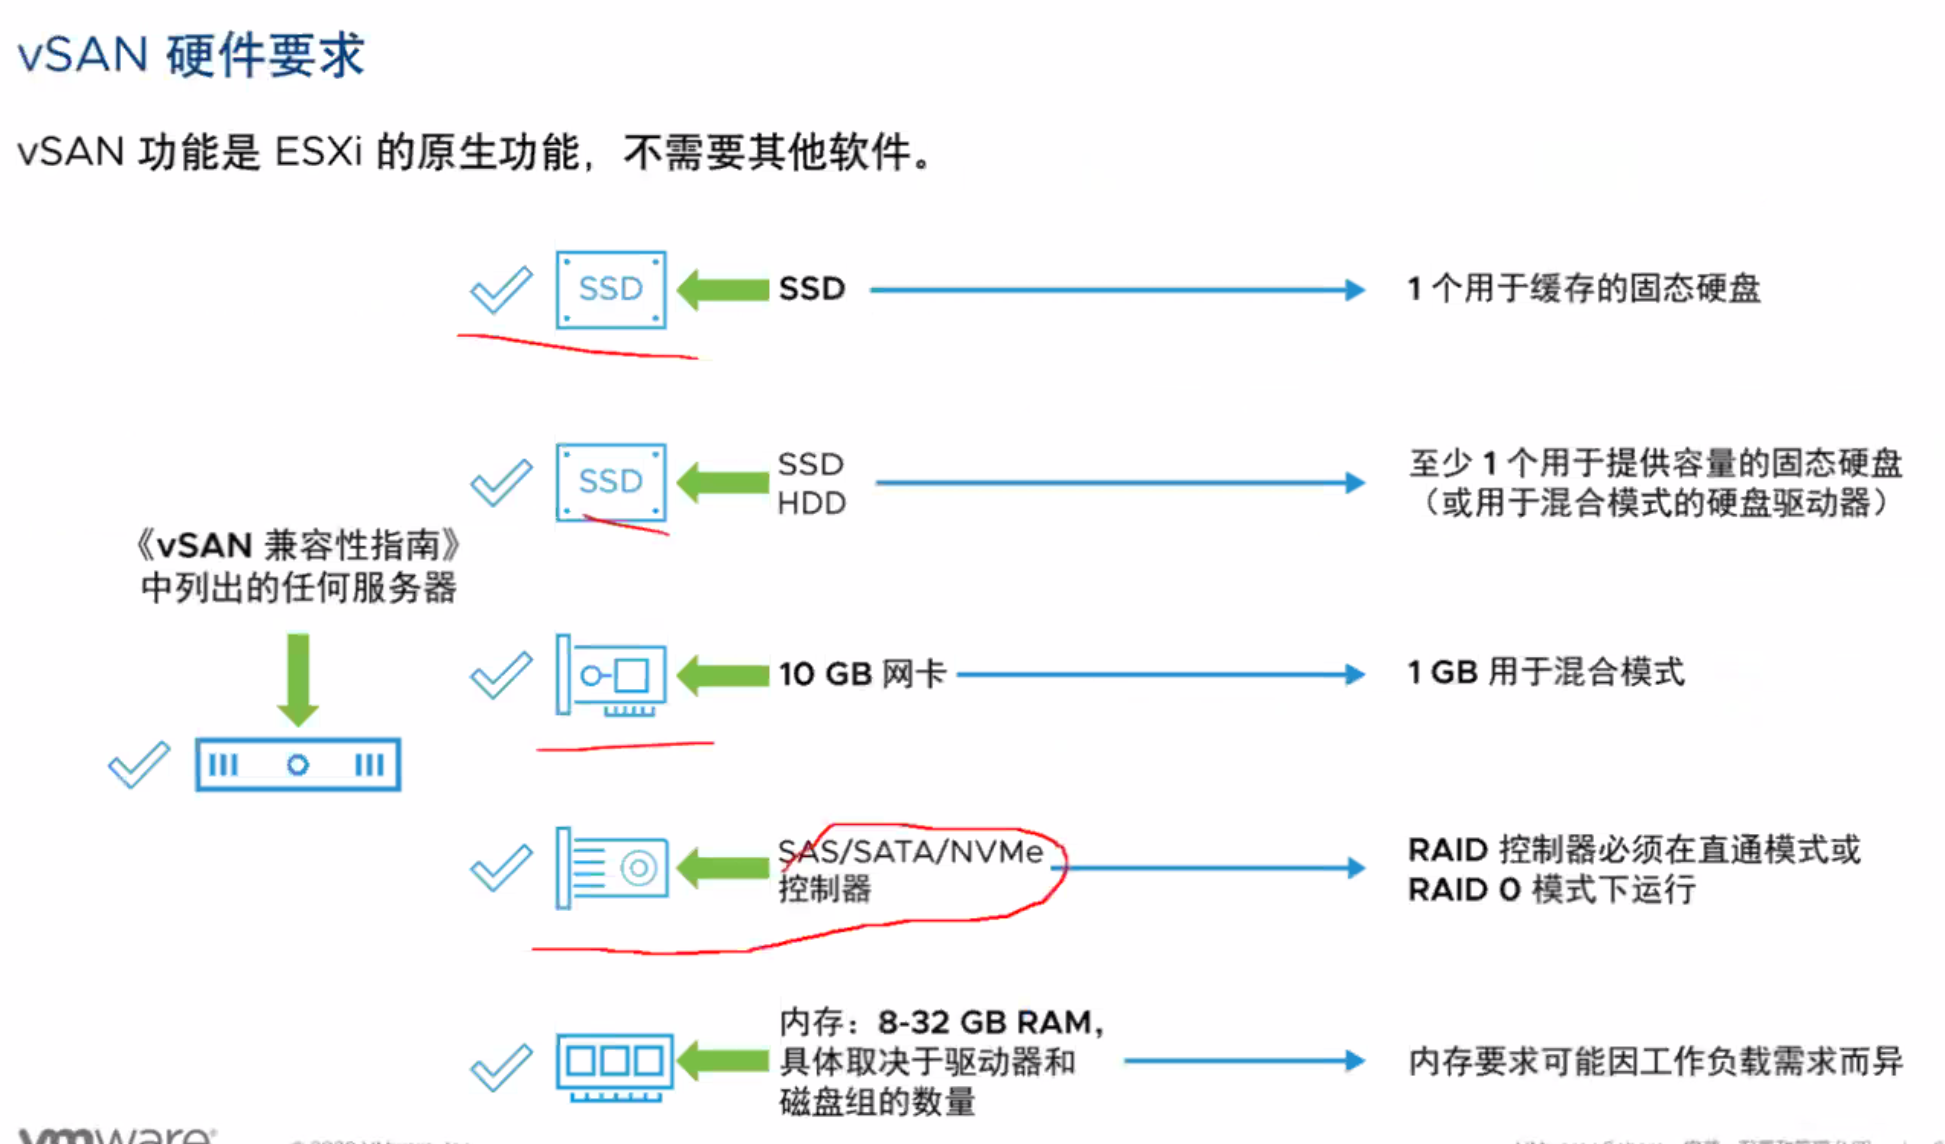 vSAN 硬件要求
vSAN 功能是 ESXi 的原生功能，不需要其他软件。
SSD
SSD
1 个用于缓存的固态硬盘
SSD
SSD
HDD
至少 1 个用于提供容量的固态硬盘
（或用于混合模式的硬盘驱动器）
《vSAN 兼容性指南》
中列出的任何服务器
10 GB 网卡
1 GB 用于混合模式
SAS/SATA/NVMe
控制器
RAID 控制器必须在直通模式或
RAID 0 模式下运行
内存：8-32 GB RAM，
具体取决于驱动器和
磁盘组的数量
内存要求可能因工作负载需求而异
vmware